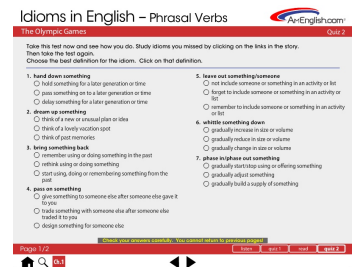 Idioms in English – Phrasal Verbs
AmEnglish.com®
The Olympic Games
Quiz 2
Take this test now and see how you do. Study idioms you missed by clicking on the links in the story.
Then take the test again.
Choose the best definition for the idiom. Click on that definition.
1. hand down something
hold something for a later generation or time
pass something on to a later generation or time
delay something for a later generation or time
2. dream up something
think of a new or unusual plan or idea
think of a lovely vacation spot
think of past memories
3. bring something back
remember using or doing something in the past
rethink using or doing something
start using, doing or remembering something from the
past
4. pass on something
give something to someone else after someone else gave it
to you
trade something with someone else after someone else
traded it to you
design something for someone else
5. leave out something/someone
not include someone or something in an activity or list
forget to include someone or something in an activity or
list
remember to include someone or something in an activity
or list
6. whittle something down
gradually increase in size or volume
gradually reduce in size or volume
gradually change in size or volume
7. phase in/phase out something
gradually start/stop using or offering something
gradually adjust something
gradually build a supply of something
Check your answers carefully. You cannot return to previous pages!
Page 1/2
listen
quiz 1
read
quiz 2
Ch.1